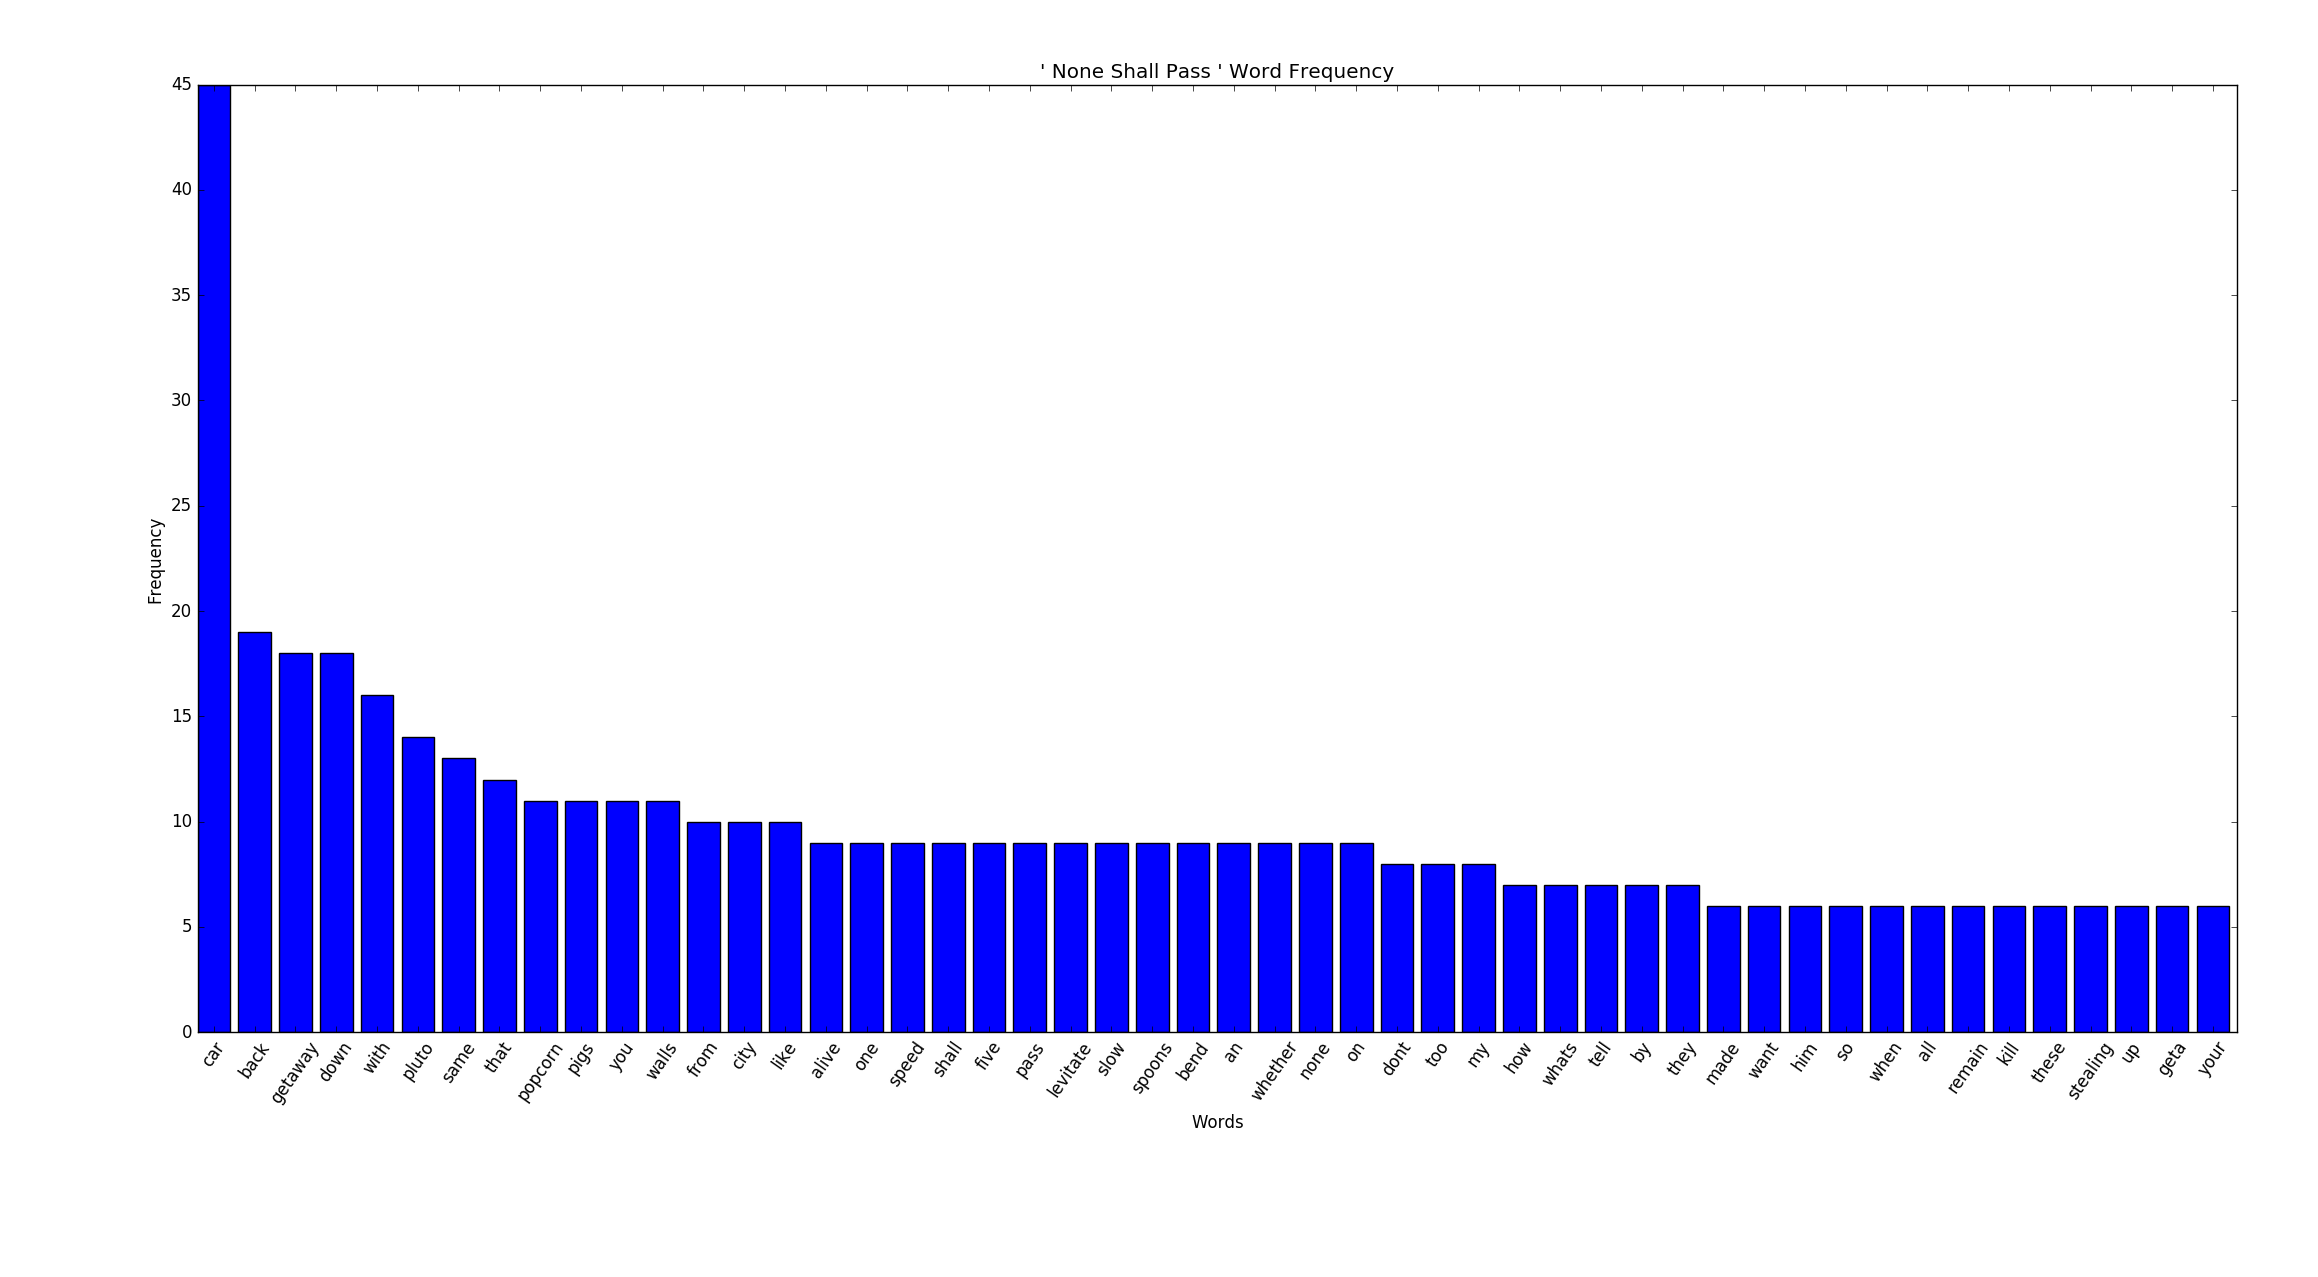 ' None Shall Pass ' Word Frequency
45
40
35
30
25
20
15
10
5
0
Frequency
car back getaway down with pluto same that popcorn pigs you walls from city like alive one speed shall five pass levitate slow spoons bend an whether none on dont too my how whats tell by they made want him so when all remain kill these stealing up geta your
Words